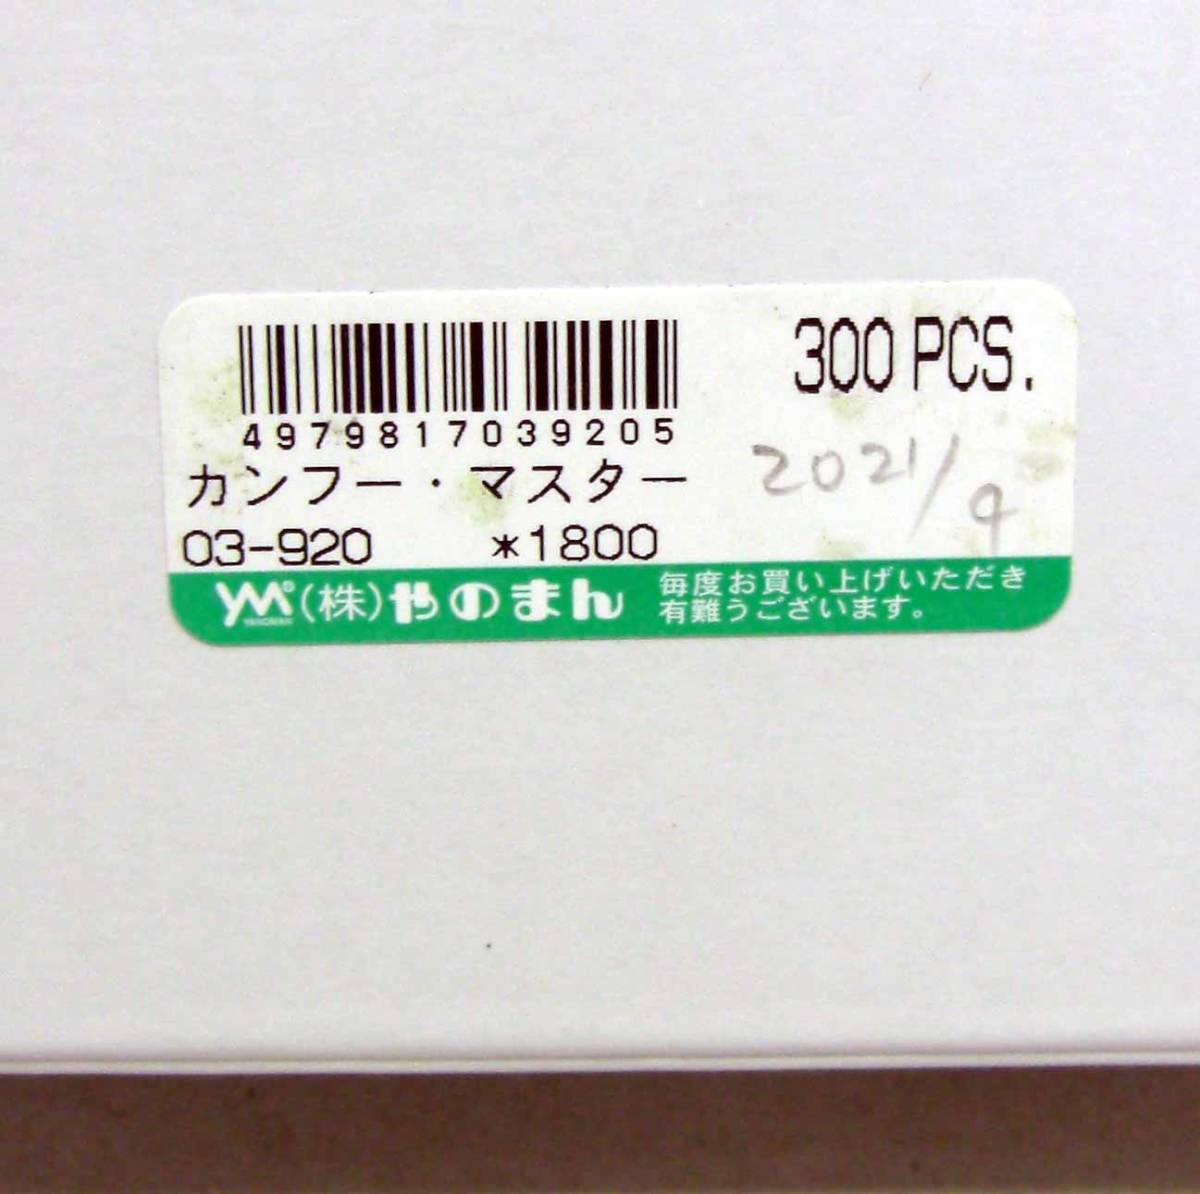 300 PCS.
4979817039205
カンフー・マスター
2021/9
03-920 *1800
YM(株)やのまん
毎度お買い上げいただき
有難うございます。